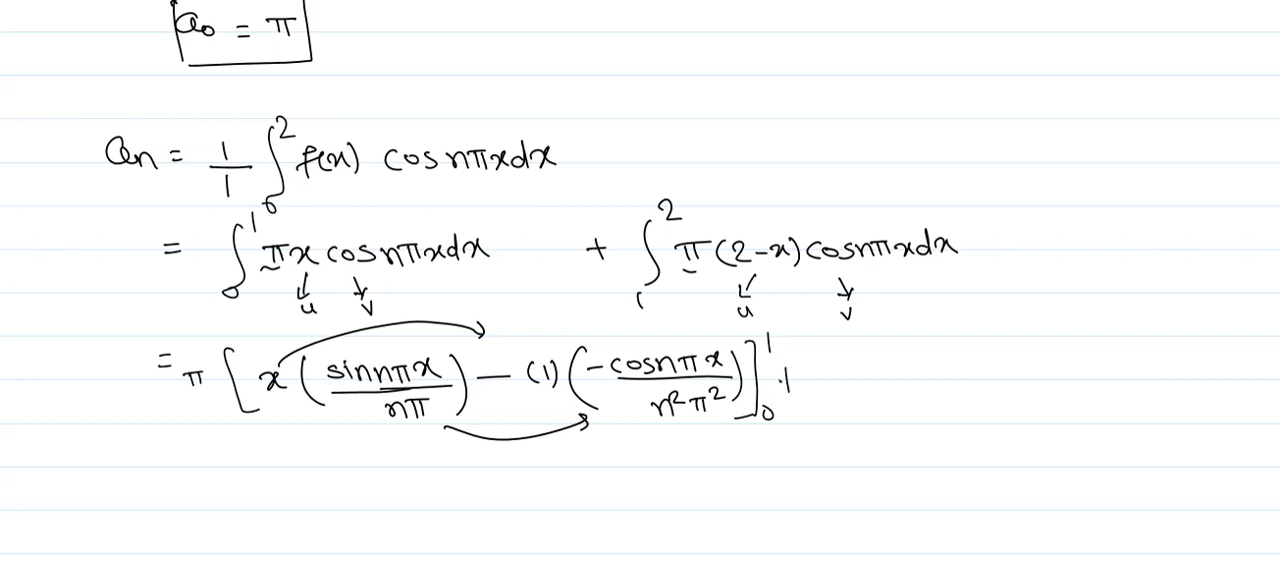 a₀ = π
aₙ = 1/1 ∫₀² f(x) cos nπx dx
= ∫₀¹ πx cos nπx dx + ∫₁² π(2-x) cos nπx dx
u v u v
= π [ x ( sin nπx / nπ ) - (1) ( - cos nπx / n²π² ) ]₀¹